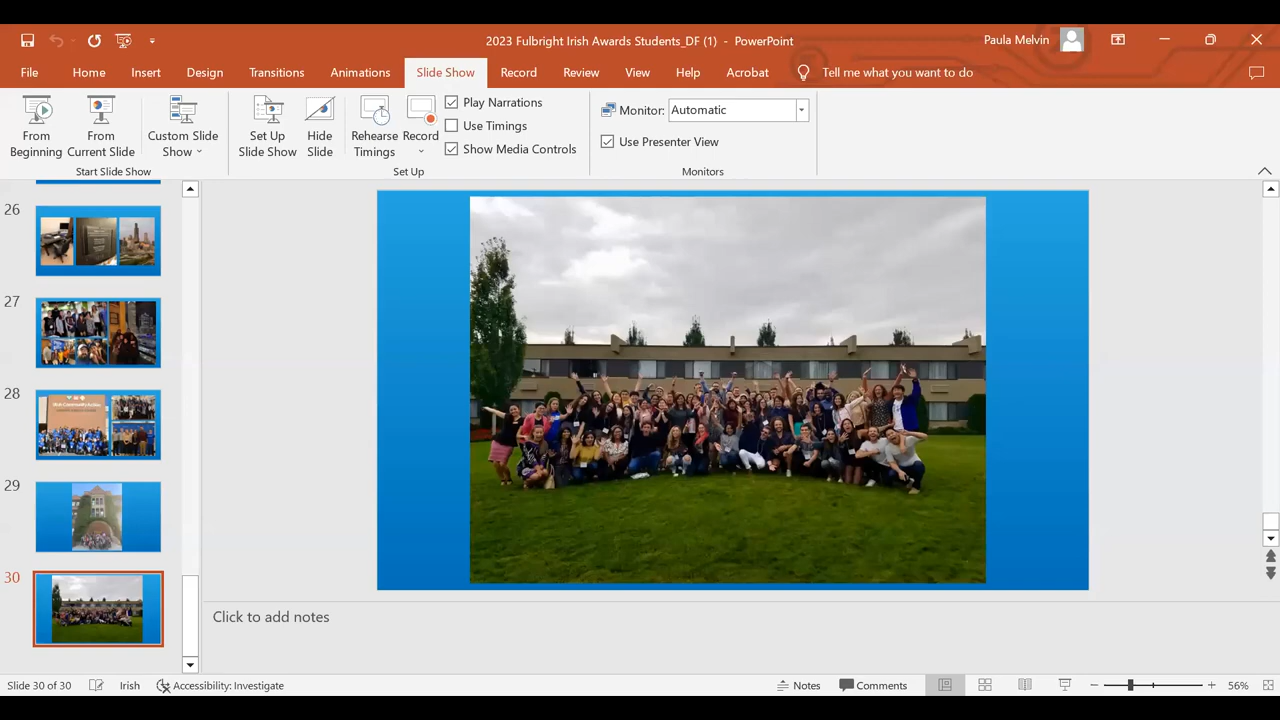 2023 Fulbright Irish Awards Students_DF (1) - PowerPoint
Paula Melvin
File Home Insert Design Transitions Animations Slide Show Record Review View Help Acrobat Tell me what you want to do
From Beginning
From Current Slide
Custom Slide Show
Start Slide Show
Set Up Slide Show
Hide Slide
Rehearse Timings
Record
Play Narrations
Use Timings
Show Media Controls
Set Up
Monitor: Automatic
Use Presenter View
Monitors
26
27
28
29
30
Click to add notes
Slide 30 of 30 Irish Accessibility: Investigate Notes Comments 56%